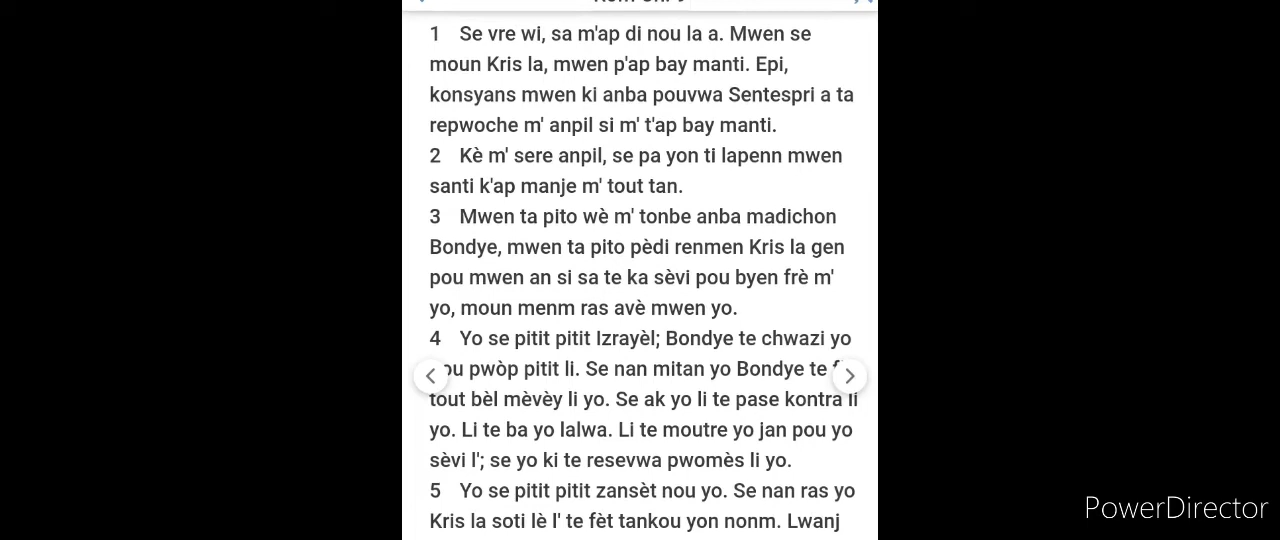 1 Se vre wi, sa m'ap di nou la a. Mwen se
moun Kris la, mwen p'ap bay manti. Epi,
konsyans mwen ki anba pouvwa Sentespri a ta
repwoche m' anpil si m' t'ap bay manti.
2 Kè m' sere anpil, se pa yon ti lapenn mwen
santi k'ap manje m' tout tan.
3 Mwen ta pito wè m' tonbe anba madichon
Bondye, mwen ta pito pèdi renmen Kris la gen
pou mwen an si sa te ka sèvi pou byen frè m'
yo, moun menm ras avè mwen yo.
4 Yo se pitit pitit Izrayèl; Bondye te chwazi yo
pwòp pitit li. Se nan mitan yo Bondye te
tout bèl mèvèy li yo. Se ak yo li te pase kontra li
yo. Li te ba yo lalwa. Li te moutre yo jan pou yo
sèvi l'; se yo ki te resevwa pwomès li yo.
5 Yo se pitit pitit zansèt nou yo. Se nan ras yo
Kris la soti lè l' te fèt tankou yon nonm. Lwanj
PowerDirector